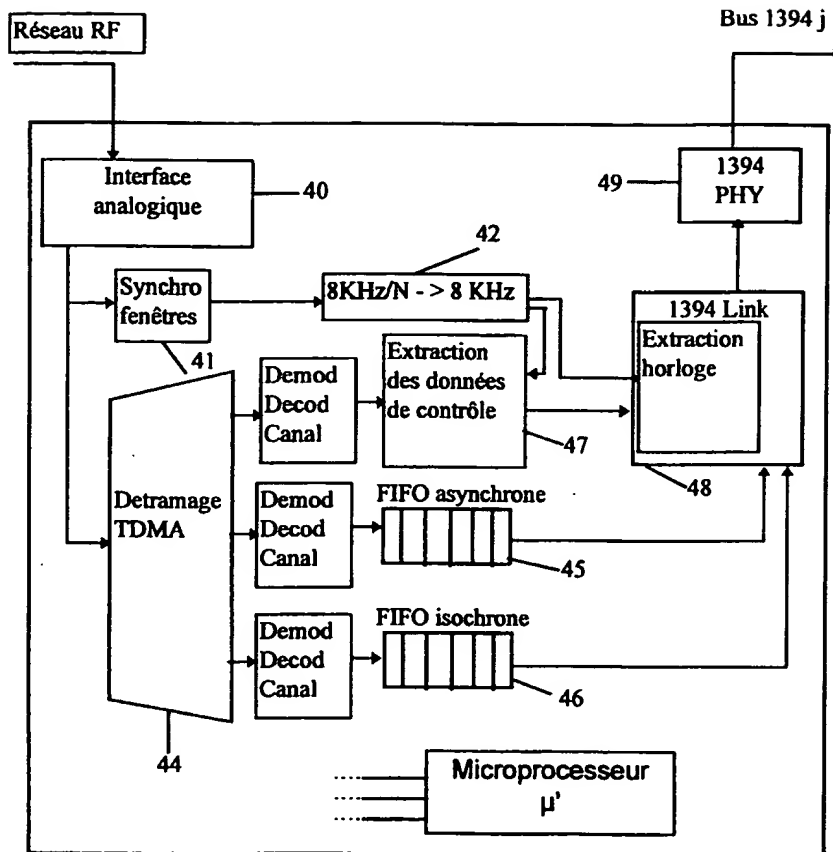 Réseau RF
Bus 1394 j
Interface
analogique
40
49
1394
PHY
42
Synchro
fenêtres
8KHz/N - > 8 KHz
1394 Link
Extraction
horloge
41
Demod
Decod
Canal
Extraction
des données
de contrôle
47
48
Detramage
TDMA
Demod
Decod
Canal
FIFO asynchrone
45
Demod
Decod
Canal
FIFO isochrone
46
44
Microprocesseur
µ'